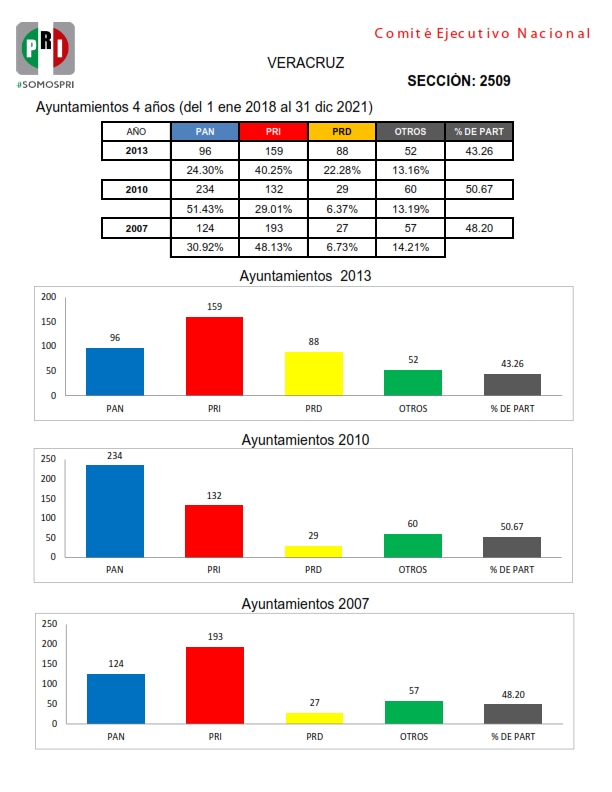 Comité Ejecutivo Nacional
PRI
#SOMOSPRI
VERACRUZ
SECCIÓN: 2509
Ayuntamientos 4 años (del 1 ene 2018 al 31 dic 2021)
AÑO PAN PRI PRD OTROS % DE PART
2013 96 159 88 52 43.26
24.30% 40.25% 22.28% 13.16%
2010 234 132 29 60 50.67
51.43% 29.01% 6.37% 13.19%
2007 124 193 27 57 48.20
30.92% 48.13% 6.73% 14.21%
Ayuntamientos 2013
200
150
100
50
0
96 159 88 52 43.26
PAN PRI PRD OTROS % DE PART
Ayuntamientos 2010
250
200
150
100
50
0
234 132 29 60 50.67
PAN PRI PRD OTROS % DE PART
Ayuntamientos 2007
250
200
150
100
50
0
124 193 27 57 48.20
PAN PRI PRD OTROS % DE PART